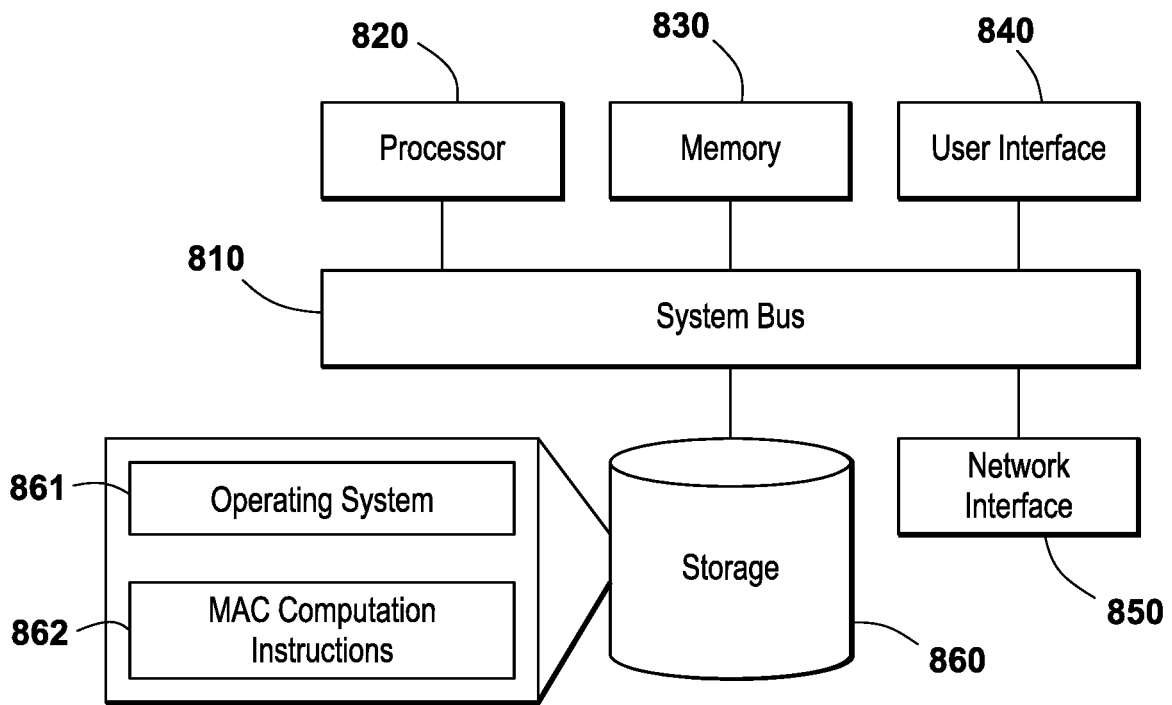 820
830
840
Processor
Memory
User Interface
810
System Bus
861
Operating System
Storage
Network
Interface
862
MAC Computation
Instructions
860
850